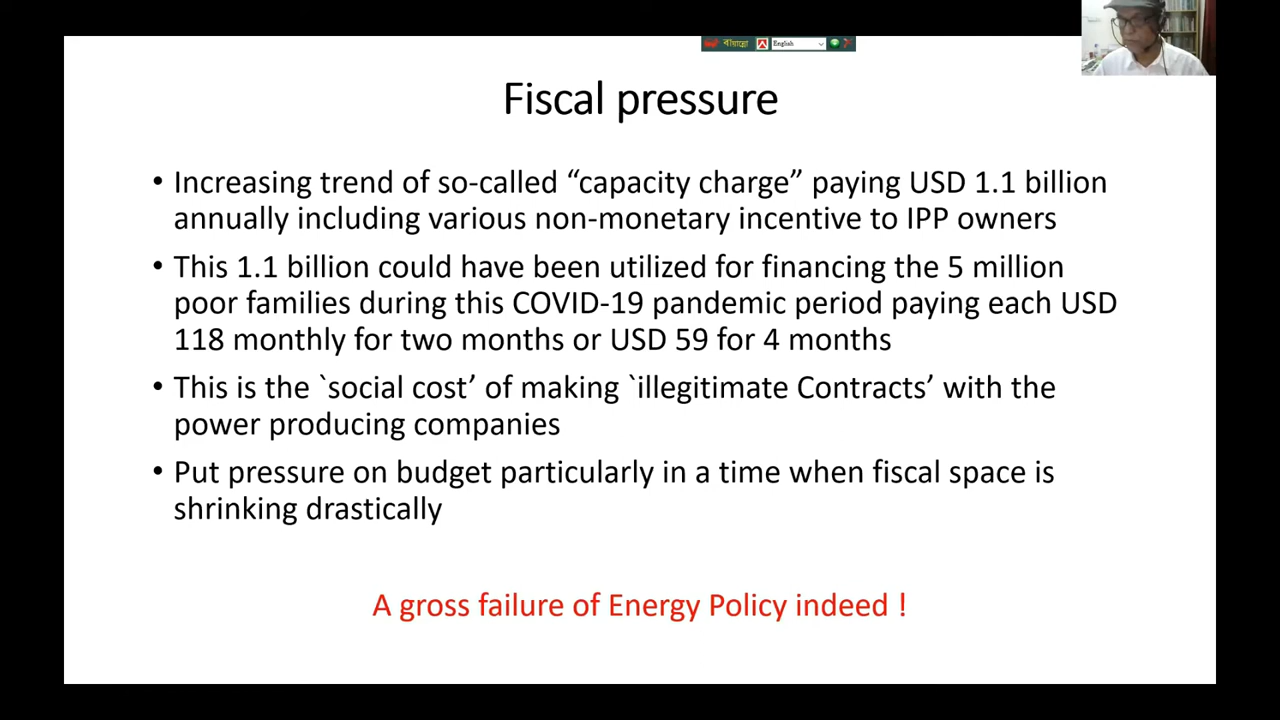 বাঁয়ান্নো English
Fiscal pressure
• Increasing trend of so-called “capacity charge” paying USD 1.1 billion
annually including various non-monetary incentive to IPP owners
• This 1.1 billion could have been utilized for financing the 5 million
poor families during this COVID-19 pandemic period paying each USD
118 monthly for two months or USD 59 for 4 months
• This is the `social cost’ of making `illegitimate Contracts’ with the
power producing companies
• Put pressure on budget particularly in a time when fiscal space is
shrinking drastically
A gross failure of Energy Policy indeed !